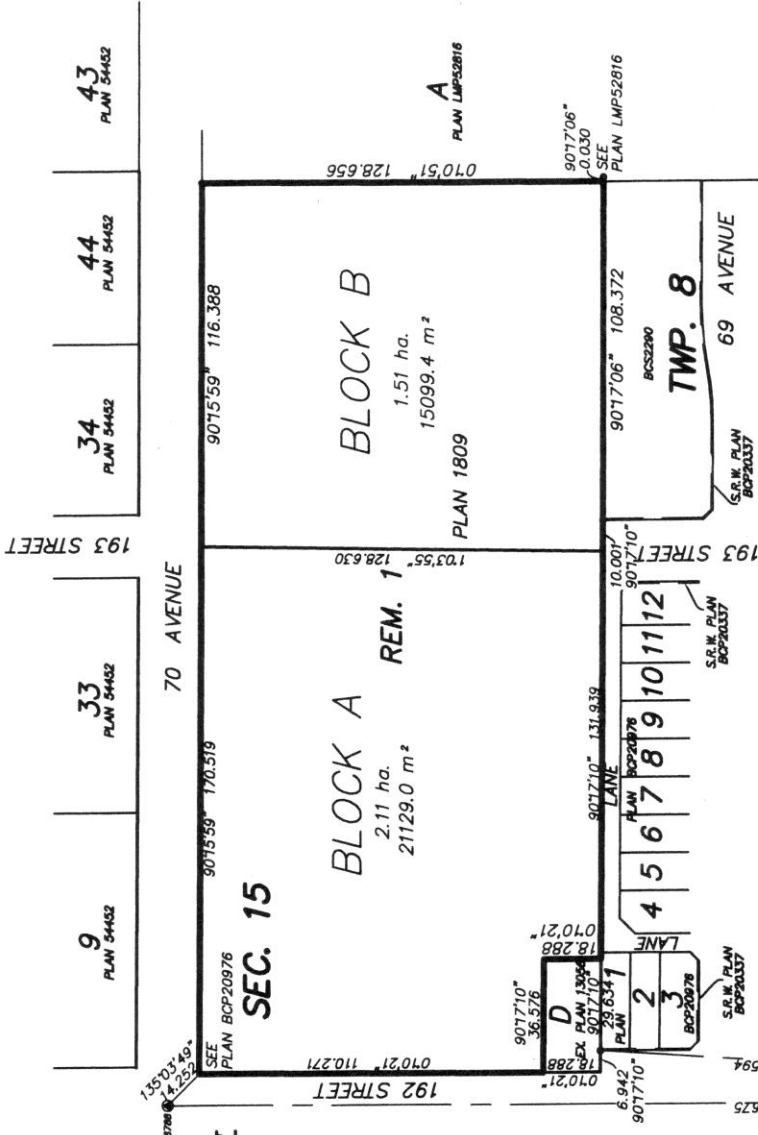 43
PLAN 54452
44
PLAN 54452
34
PLAN 54452
193 STREET
33
PLAN 54452
9
PLAN 54452
70 AVENUE
A
PLAN LMP52816
90°15'59" 116.388
0°10'51" 128.656
90°17'06"
0.030
SEE
PLAN LMP52816
BLOCK B
1.51 ha.
15099.4 m²
PLAN 1809
90°17'06" 108.372
BCS2290
TWP. 8
69 AVENUE
S.R.W. PLAN
BCP20337
1°03'55" 128.630
REM. 1
10.001
90°17'10"
193 STREET
90°15'59" 170.519
BLOCK A
2.11 ha.
21129.0 m²
SEC. 15
SEE
PLAN BCP20976
135°03'49"
14.252
0°10'21" 110.271
192 STREET
90°17'10" 131.939
LANE
PLAN BCP20976
4 5 6 7 8 9 10 11 12
S.R.W. PLAN
BCP20337
0°10'21"
18.288
90°17'10"
36.576
D
EX. PLAN 13056
90°17'10"
29.634
0°10'21"
18.288
6.942
90°17'10"
LANE
PLAN 1
2
3
BCP20976
S.R.W. PLAN
BCP20337
594